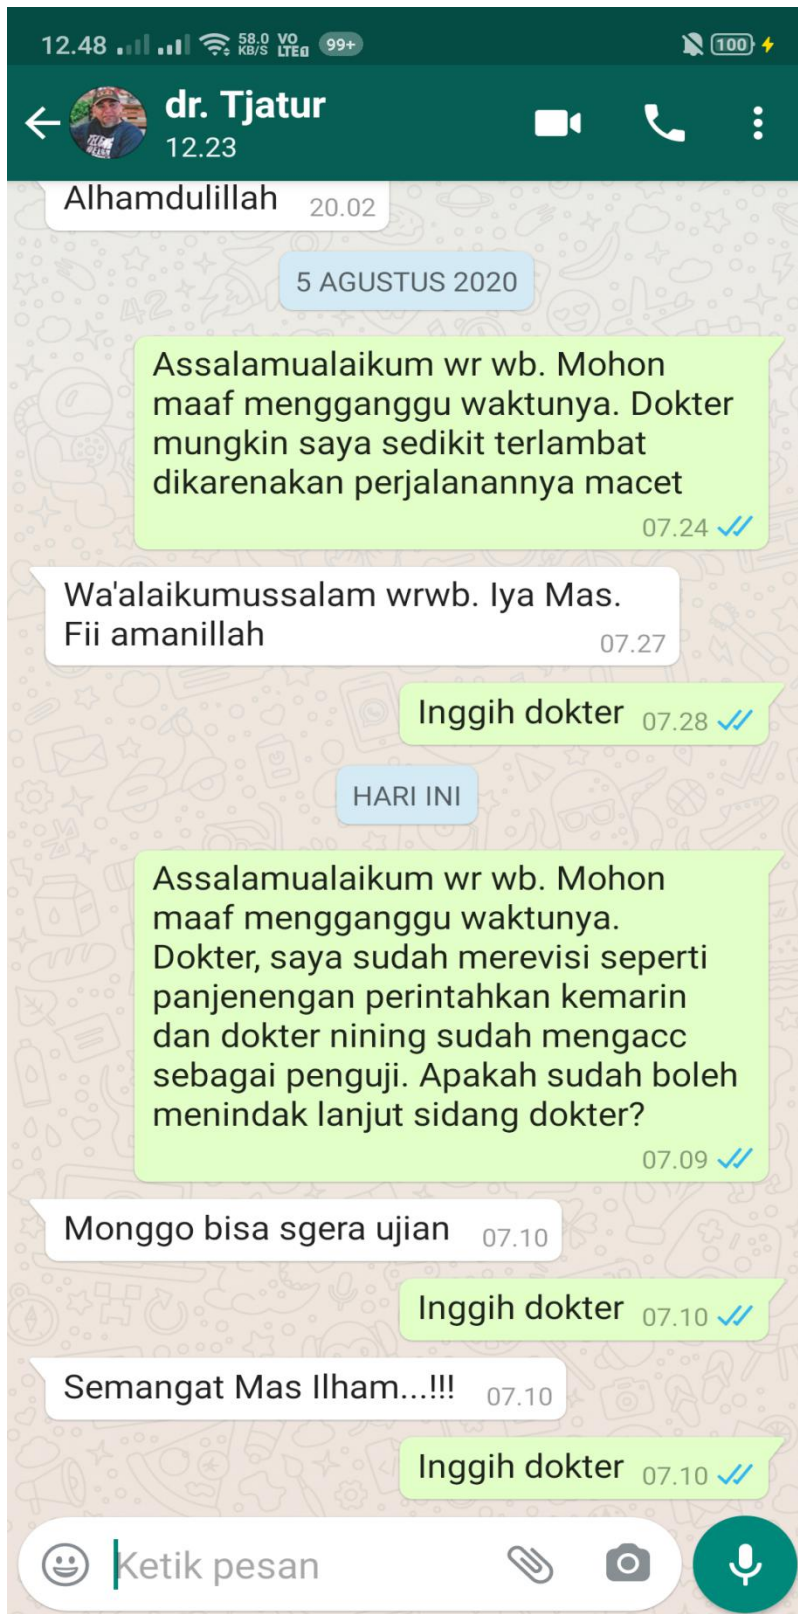 12.48 58.0 KB/S VO LTE 99+ 100
dr. Tjatur
12.23
Alhamdulillah 20.02
5 AGUSTUS 2020
Assalamualaikum wr wb. Mohon
maaf mengganggu waktunya. Dokter
mungkin saya sedikit terlambat
dikarenakan perjalanannya macet
07.24
Wa'alaikumussalam wrwb. Iya Mas.
Fii amanillah 07.27
Inggih dokter 07.28
HARI INI
Assalamualaikum wr wb. Mohon
maaf mengganggu waktunya.
Dokter, saya sudah merevisi seperti
panjenengan perintahkan kemarin
dan dokter nining sudah mengacc
sebagai penguji. Apakah sudah boleh
menindak lanjut sidang dokter?
07.09
Monggo bisa sgera ujian 07.10
Inggih dokter 07.10
Semangat Mas Ilham...!!! 07.10
Inggih dokter 07.10
Ketik pesan